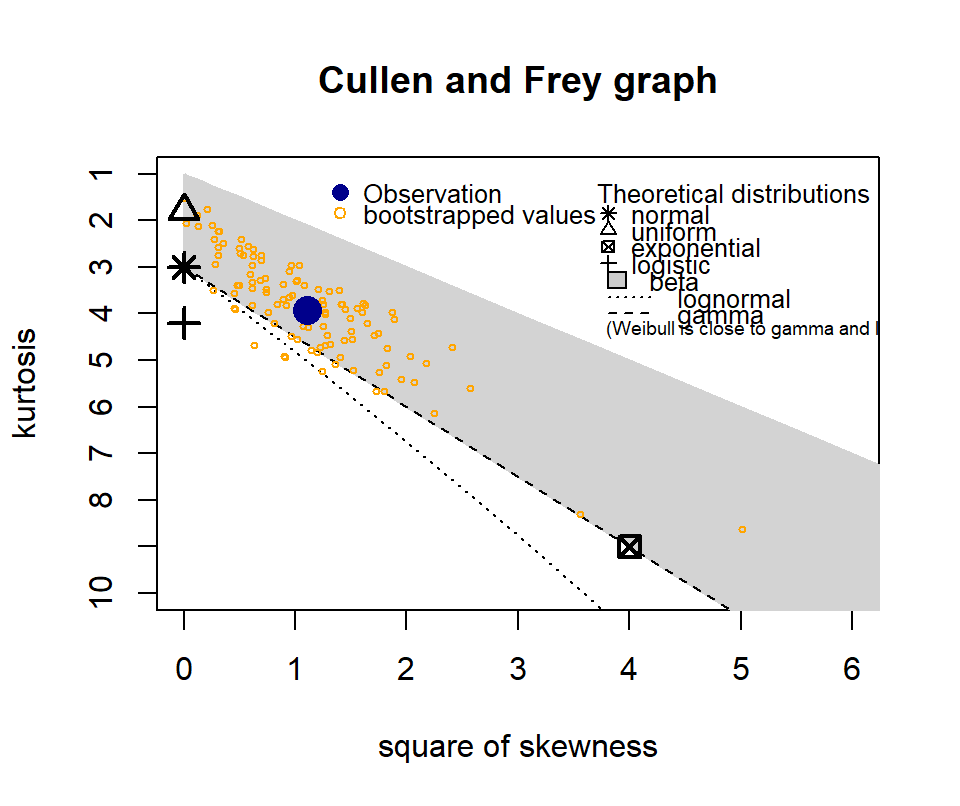 Cullen and Frey graph
Observation
bootstrapped values
Theoretical distributions
normal
uniform
exponential
logistic
beta
lognormal
gamma
(Weibull is close to gamma and l
kurtosis
1
2
3
4
5
6
7
8
10
0 1 2 3 4 5 6
square of skewness